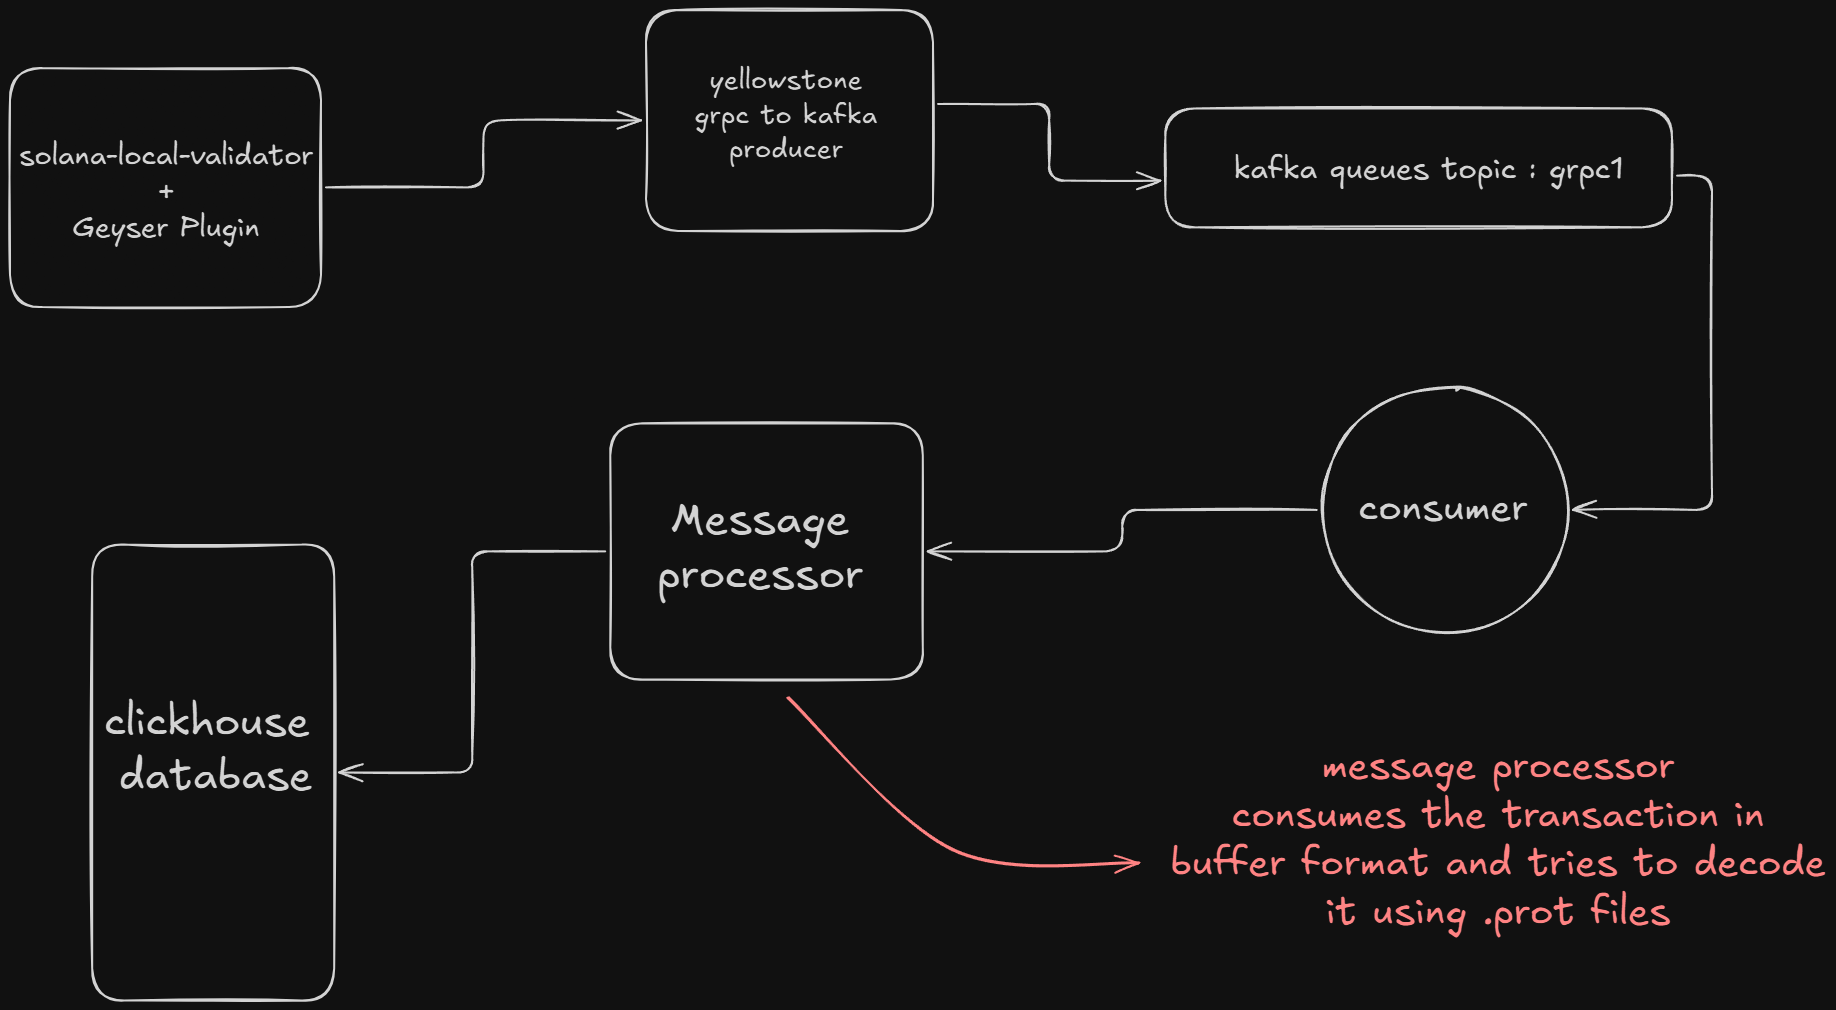 solana-local-validator
+
Geyser Plugin
yellowstone
grpc to kafka
producer
kafka queues topic : grpc1
consumer
Message
processor
clickhouse
database
message processor
consumes the transaction in
buffer format and tries to decode
it using .prot files